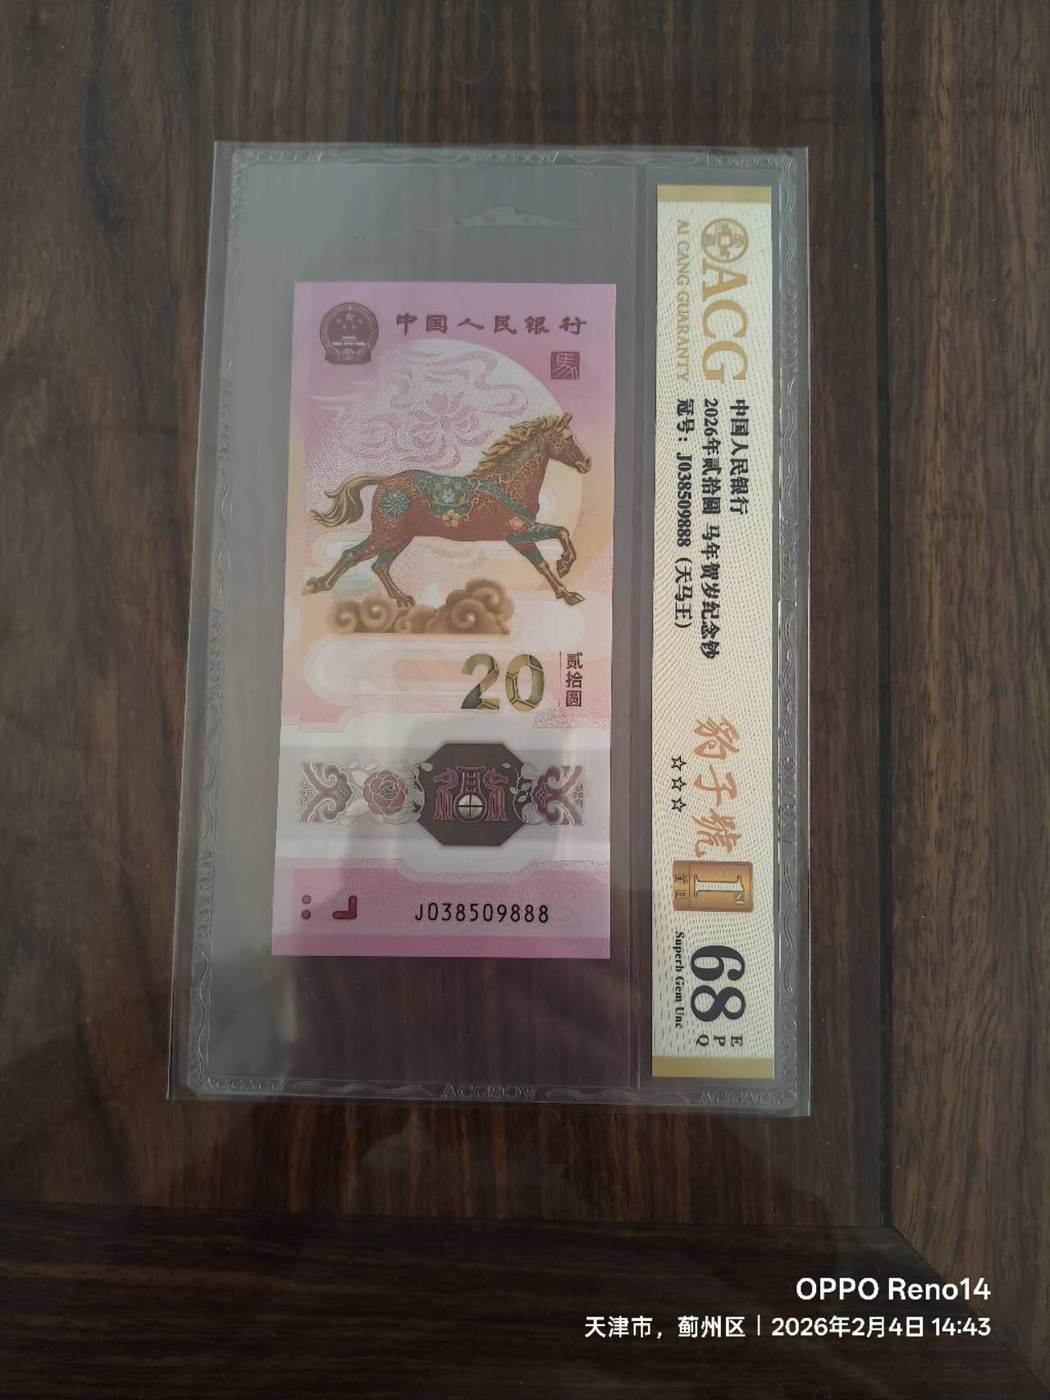 中国人民银行
馬
20
贰拾圆
J038509888
ACG
AI CANG GUARANTY
中国人民银行
2026年贰拾圆 马年贺岁纪念钞
冠号：J038509888（天马王）
豹子號
☆☆☆
1ST
首发
68
EPQ
Superb Gem Unc
OPPO Reno14
天津市，蓟州区 | 2026年2月4日 14:43